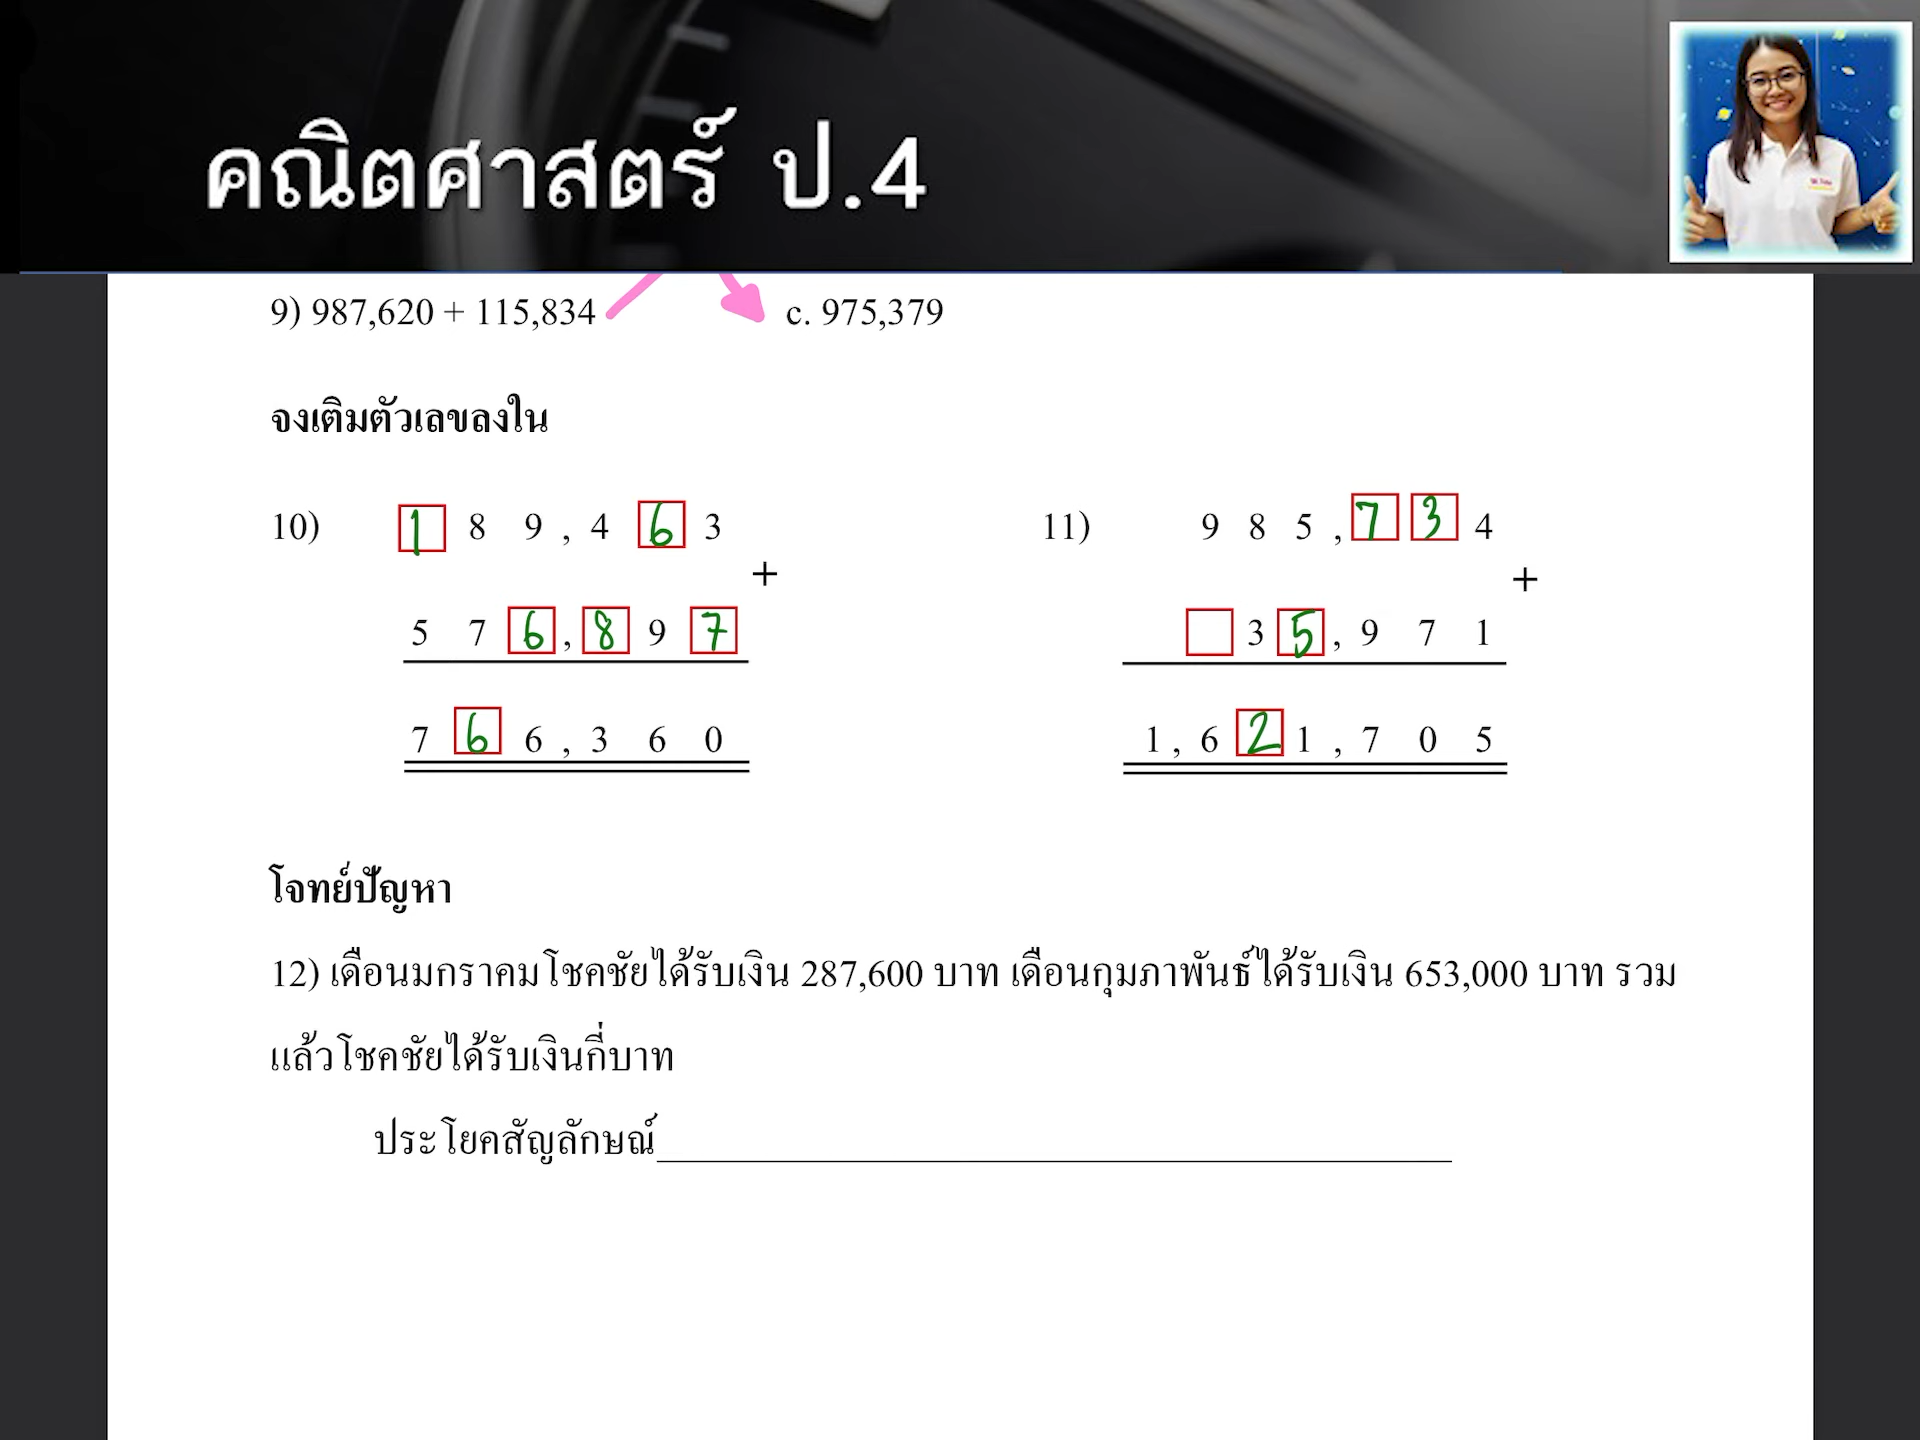 คณิตศาสตร์ ป.4
9) 987,620 + 115,834 c. 975,379
จงเติมตัวเลขลงใน
10) 1 8 9 , 4 6 3
+
5 7 6 , 8 9 7
7 6 6 , 3 6 0
11) 9 8 5 , 7 3 4
+
3 5 , 9 7 1
1 , 6 2 1 , 7 0 5
โจทย์ปัญหา
12) เดือนมกราคมโชคชัยได้รับเงิน 287,600 บาท เดือนกุมภาพันธ์ได้รับเงิน 653,000 บาท รวม
แล้วโชคชัยได้รับเงินกี่บาท
ประโยคสัญลักษณ์